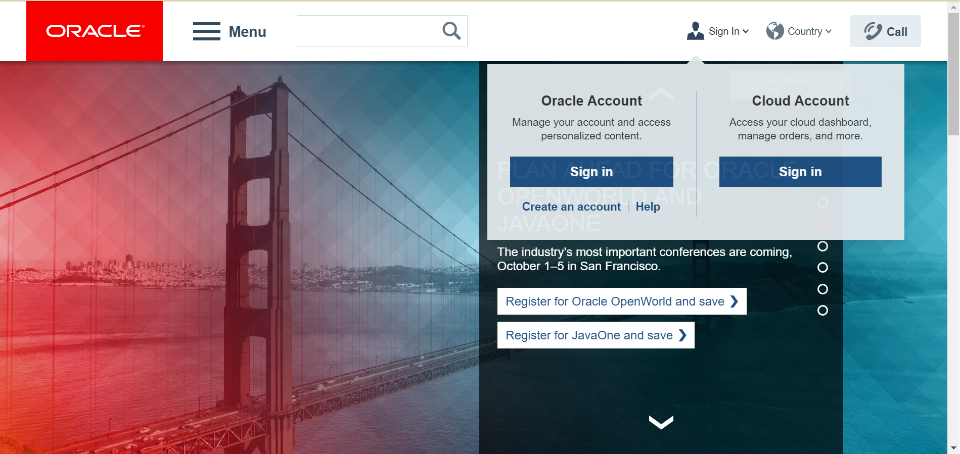 ORACLE
Menu
Sign In
Country
Call
Oracle Account
Manage your account and access
personalized content.
Sign in
Create an account | Help
Cloud Account
Access your cloud dashboard,
manage orders, and more.
Sign in
PLAN AHEAD FOR ORACLE
OPENWORLD AND
JAVAONE
The industry's most important conferences are coming,
October 1–5 in San Francisco.
Register for Oracle OpenWorld and save
Register for JavaOne and save